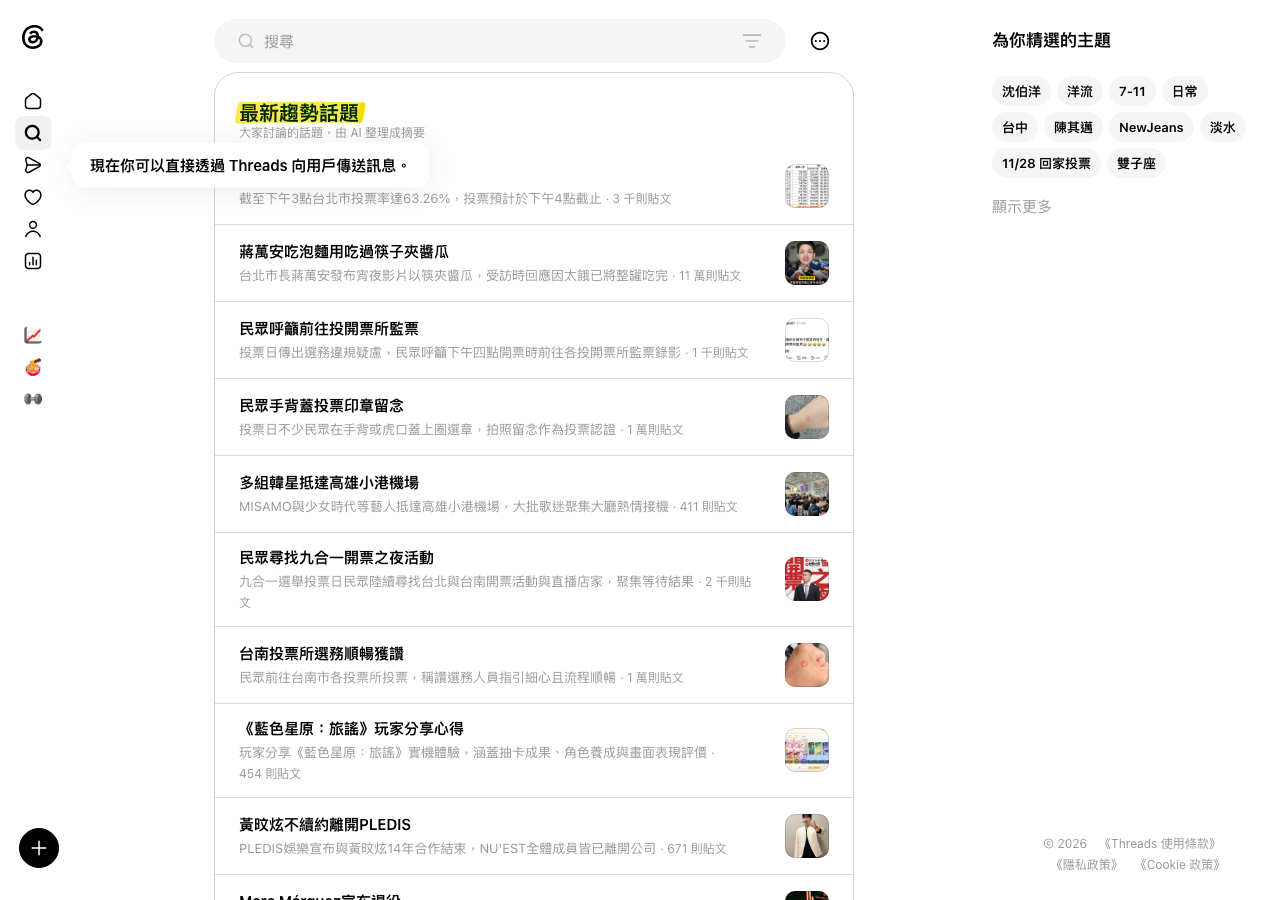 搜尋
最新趨勢話題
大家討論的話題，由 AI 整理成摘要
現在你可以直接透過 Threads 向用戶傳送訊息。
截至下午3點台北市投票率達63.26%，投票預計於下午4點截止 · 3 千則貼文
蔣萬安吃泡麵用吃過筷子夾醬瓜
台北市長蔣萬安發布宵夜影片以筷夾醬瓜，受訪時回應因太餓已將整罐吃完 · 11 萬則貼文
民眾呼籲前往投開票所監票
投票日傳出選務違規疑慮，民眾呼籲下午四點開票時前往各投開票所監票錄影 · 1 千則貼文
民眾手背蓋投票印章留念
投票日不少民眾在手背或虎口蓋上圈選章，拍照留念作為投票認證 · 1 萬則貼文
多組韓星抵達高雄小港機場
MISAMO與少女時代等藝人抵達高雄小港機場，大批歌迷聚集大廳熱情接機 · 411 則貼文
民眾尋找九合一開票之夜活動
九合一選舉投票日民眾陸續尋找台北與台南開票活動與直播店家，聚集等待結果 · 2 千則貼
文
台南投票所選務順暢獲讚
民眾前往台南市各投票所投票，稱讚選務人員指引細心且流程順暢 · 1 萬則貼文
《藍色星原：旅謠》玩家分享心得
玩家分享《藍色星原：旅謠》實機體驗，涵蓋抽卡成果、角色養成與畫面表現評價 ·
454 則貼文
黃旼炫不續約離開PLEDIS
PLEDIS娛樂宣布與黃旼炫14年合作結束，NU'EST全體成員皆已離開公司 · 671 則貼文
Marc Márquez宣布退役
為你精選的主題
沈伯洋
洋流
7-11
日常
台中
陳其邁
NewJeans
淡水
11/28 回家投票
雙子座
顯示更多
© 2026 《Threads 使用條款》
《隱私政策》 《Cookie 政策》